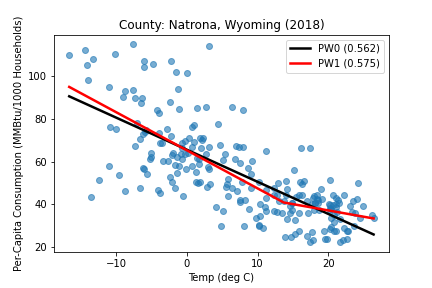 County: Natrona, Wyoming (2018)
PW0 (0.562)
PW1 (0.575)
Per-Capita Consumption (MMBtu/1000 Households)
100
80
60
40
20
−10
0
10
20
Temp (deg C)